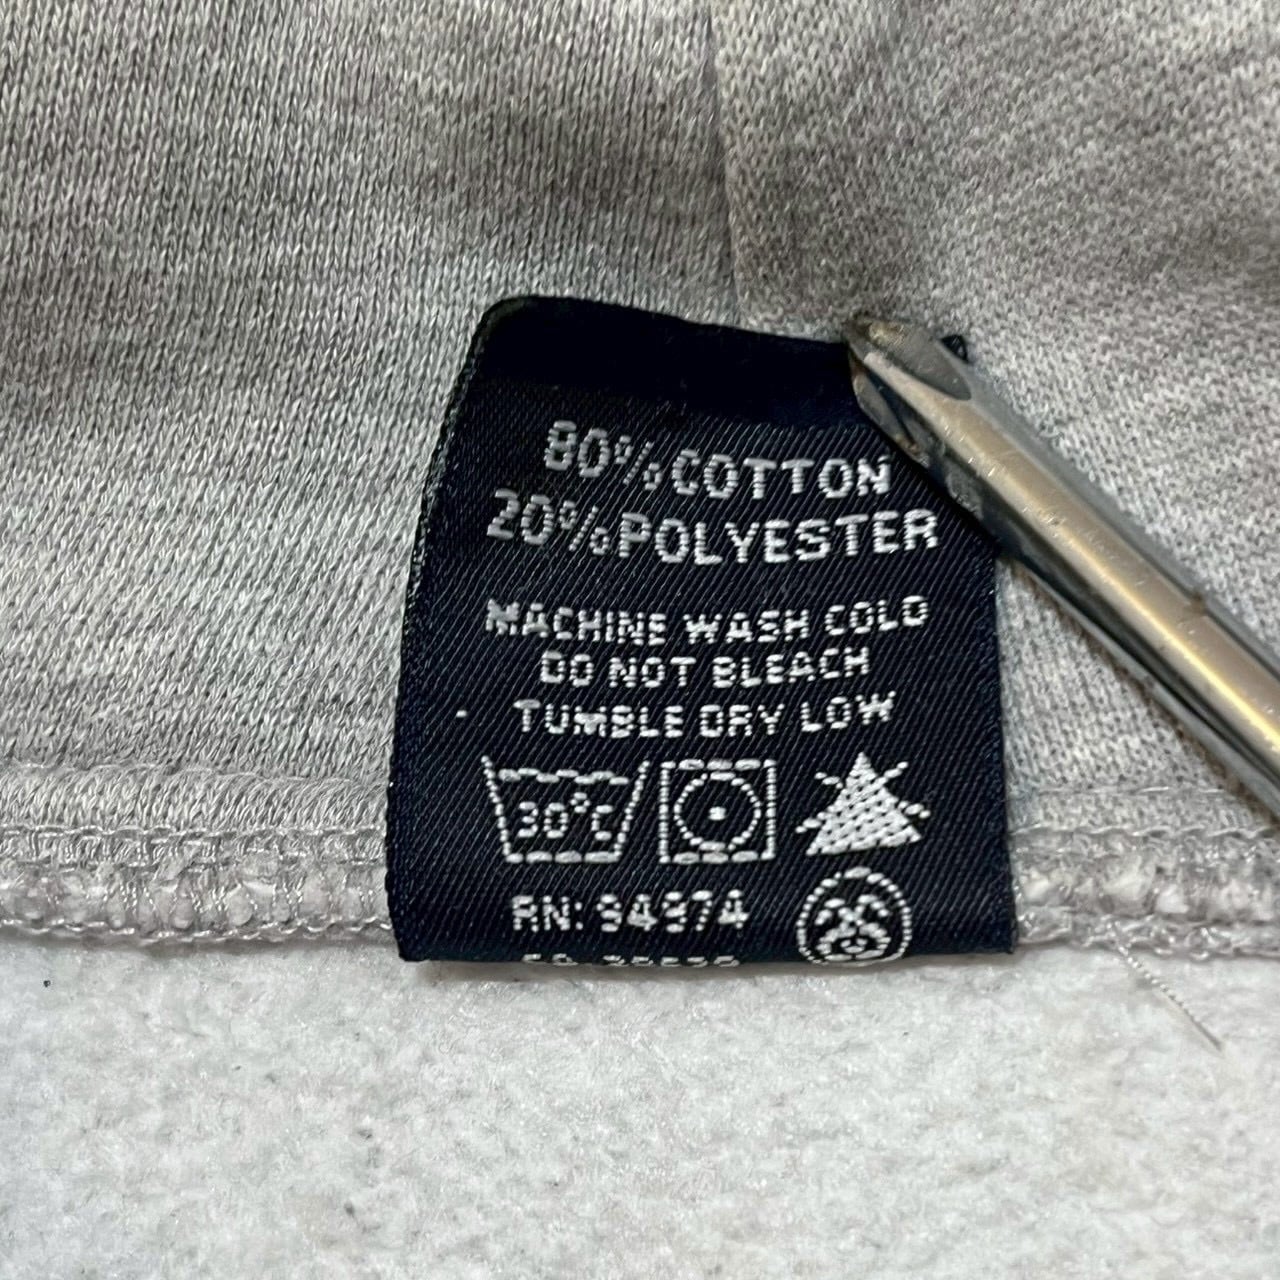 80% COTTON
20% POLYESTER
MACHINE WASH COLD
DO NOT BLEACH
TUMBLE DRY LOW
30°C
RN: 94974